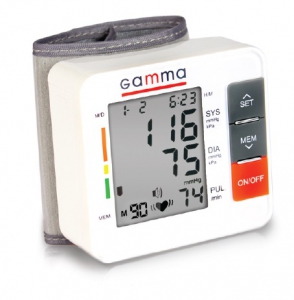 Gamma
M/D 1- 2 6:23 H/M
116 SYS
mmHg
kPa
SET
75 DIA
mmHg
kPa
MEM
74 PUL
/min
ON/OFF
MEM M 90